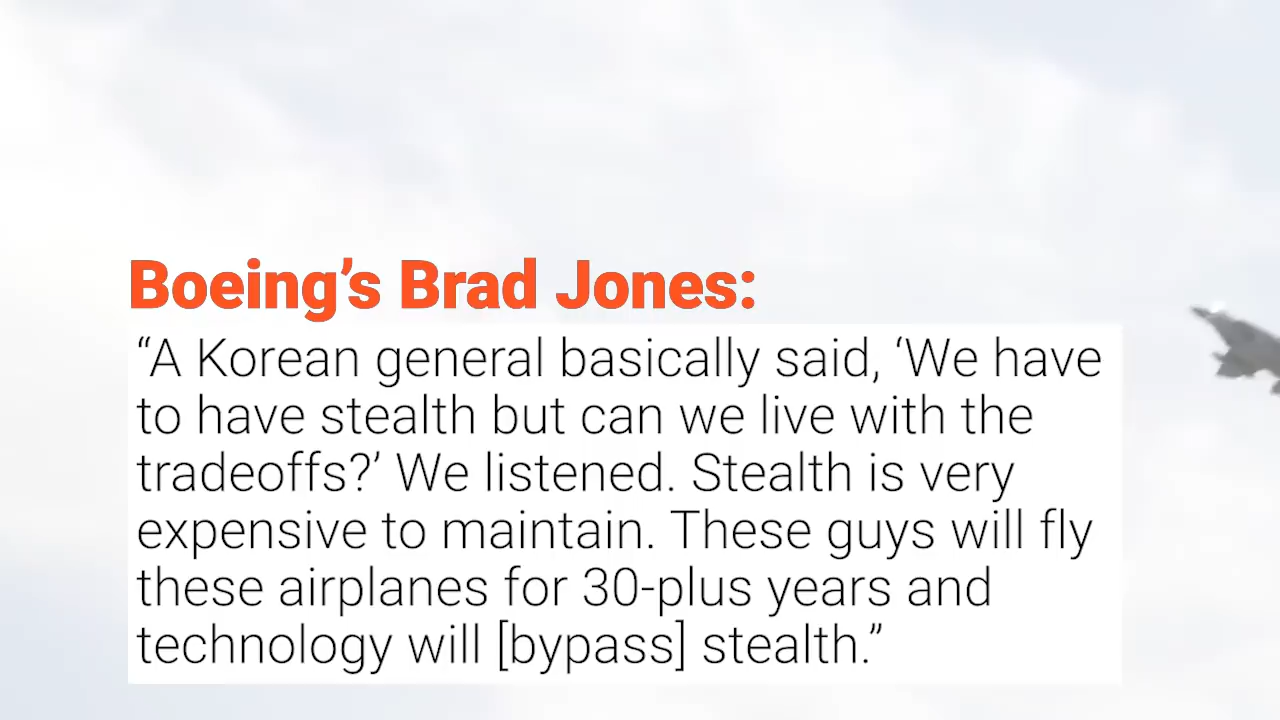 Boeing’s Brad Jones:
“A Korean general basically said, ‘We have
to have stealth but can we live with the
tradeoffs?’ We listened. Stealth is very
expensive to maintain. These guys will fly
these airplanes for 30-plus years and
technology will [bypass] stealth.”